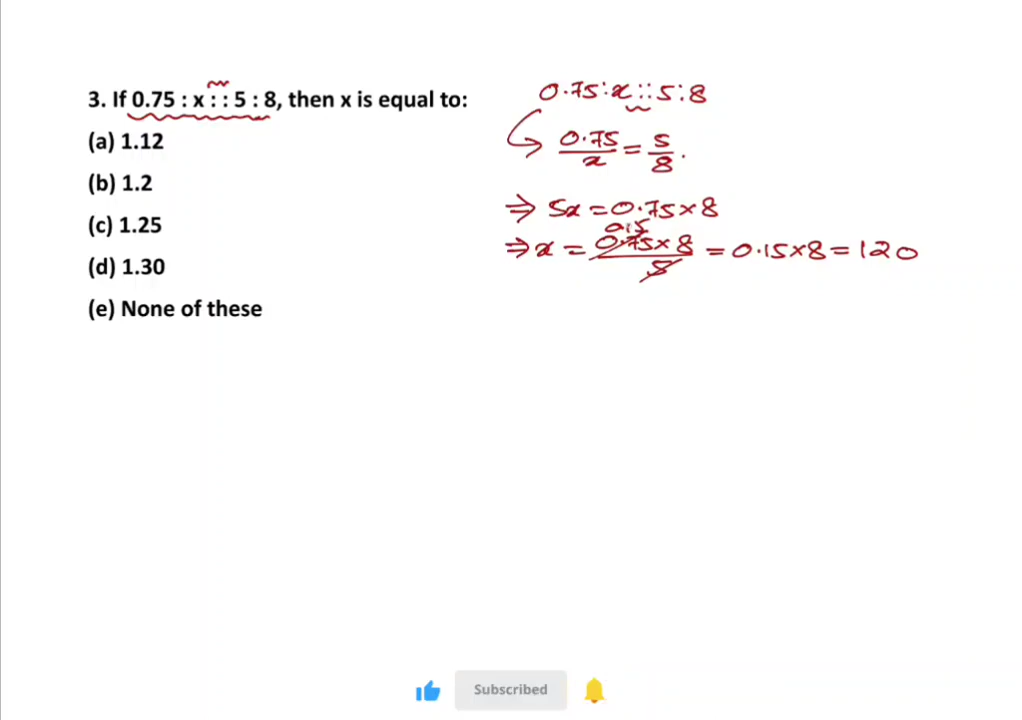 3. If 0.75 : x : : 5 : 8, then x is equal to:
(a) 1.12
(b) 1.2
(c) 1.25
(d) 1.30
(e) None of these
0.75:x::5:8
0.75/x = 5/8.
⇒ 5x = 0.75×8
0.15
⇒ x = 0.75×8/5 = 0.15×8 = 120
Subscribed